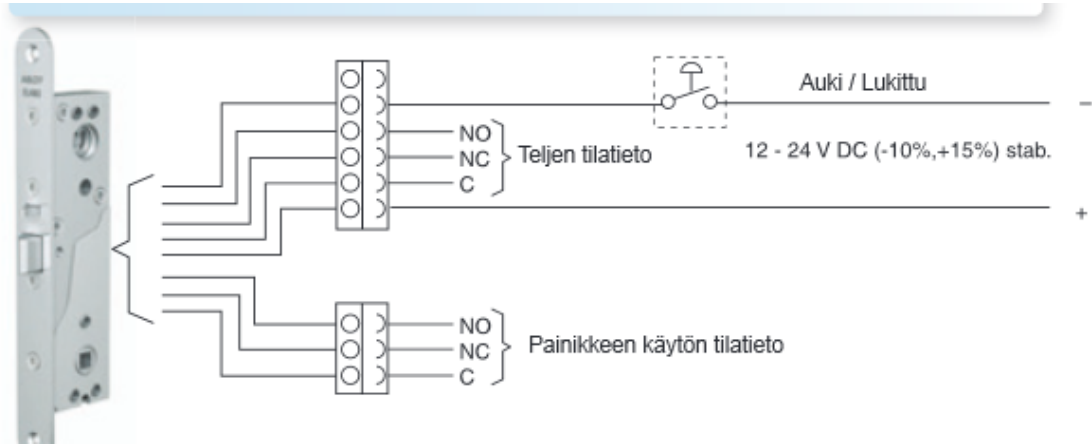 Auki / Lukittu
–
NO
NC
C
Teljen tilatieto
12 - 24 V DC (-10%,+15%) stab.
+
NO
NC
C
Painikkeen käytön tilatieto